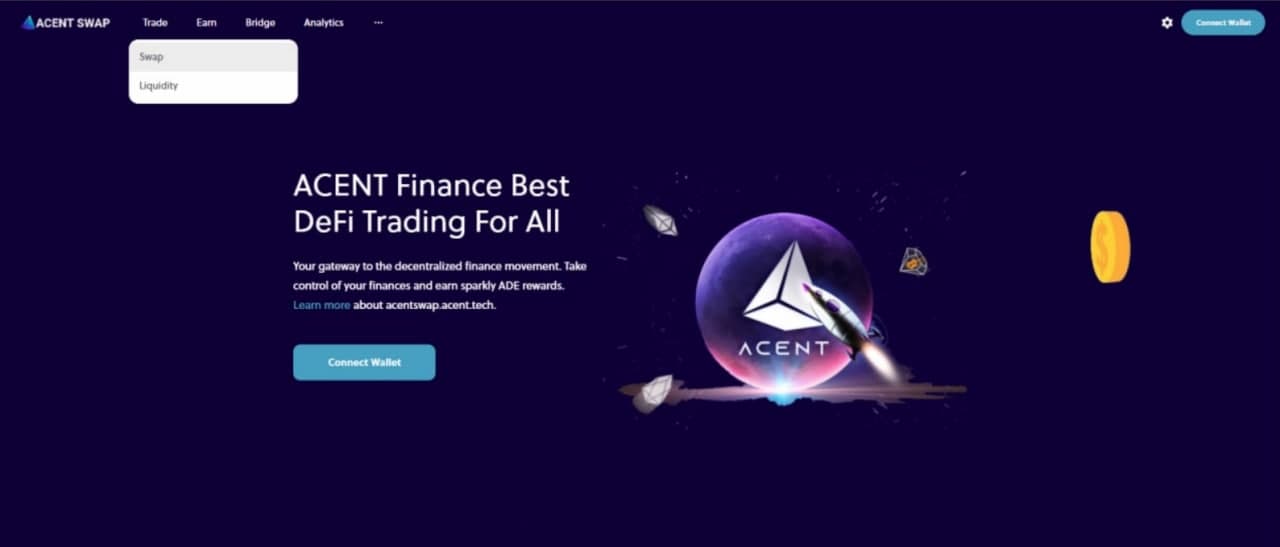 ACENT SWAP Trade Earn Bridge Analytics ... Connect Wallet
Swap
Liquidity
ACENT Finance Best
DeFi Trading For All
Your gateway to the decentralized finance movement. Take
control of your finances and earn sparkly ADE rewards.
Learn more about acentswap.acent.tech.
Connect Wallet
ACENT